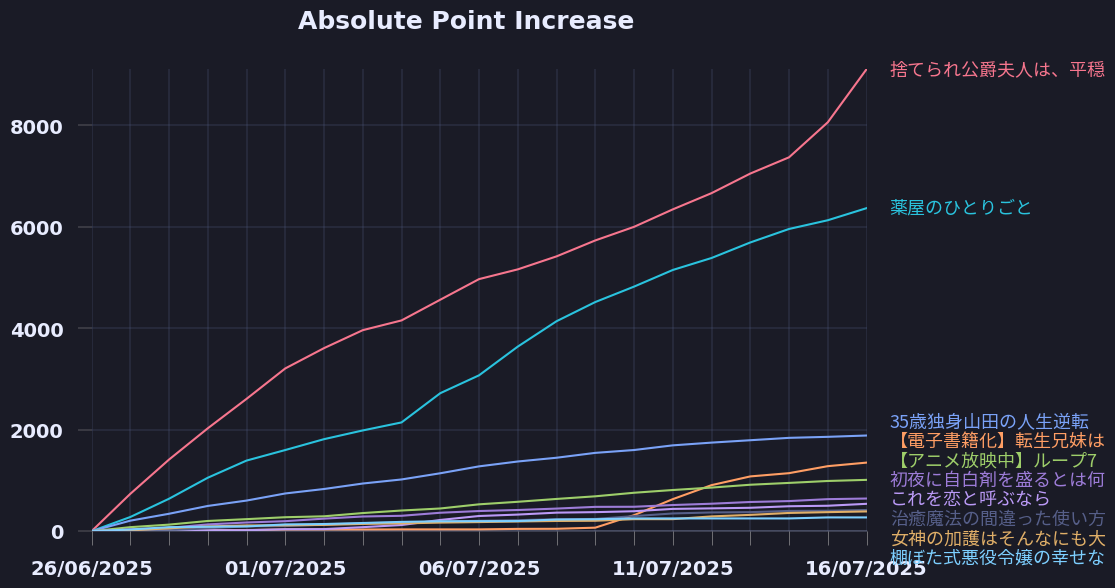 Absolute Point Increase
捨てられ公爵夫人は、平穏
8000
薬屋のひとりごと
6000
4000
35歳独身山田の人生逆転
2000
【電子書籍化】転生兄妹は
【アニメ放映中】ループ7
初夜に自白剤を盛るとは何
これを恋と呼ぶなら
治癒魔法の間違った使い方
0
女神の加護はそんなにも大
棚ぼた式悪役令嬢の幸せな
26/06/2025
01/07/2025
06/07/2025
11/07/2025
16/07/2025